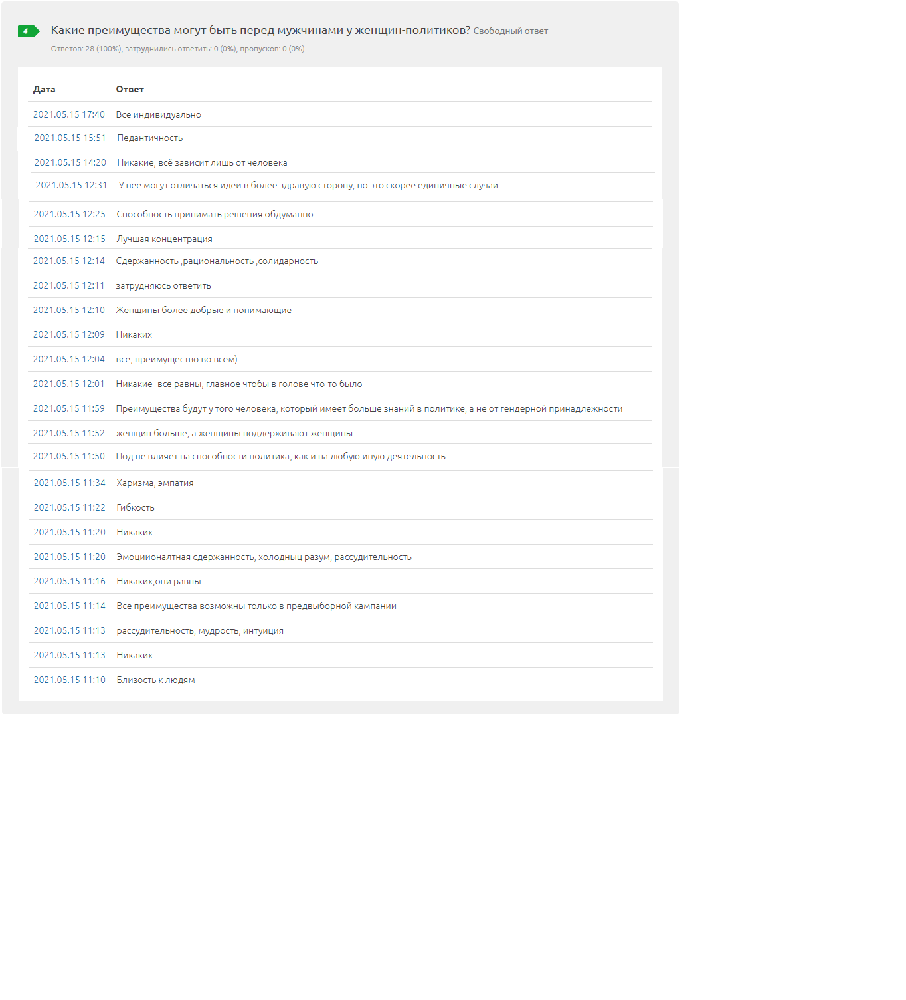 4 Какие преимущества могут быть перед мужчинами у женщин-политиков? Свободный ответ
Ответов: 28 (100%), затруднились ответить: 0 (0%), пропусков: 0 (0%)
Дата Ответ
2021.05.15 17:40 Все индивидуально
2021.05.15 15:51 Педантичность
2021.05.15 14:20 Никакие, всё зависит лишь от человека
2021.05.15 12:31 У нее могут отличаться идеи в более здравую сторону, но это скорее единичные случаи
2021.05.15 12:25 Способность принимать решения обдуманно
2021.05.15 12:15 Лучшая концентрация
2021.05.15 12:14 Сдержанность ,рациональность ,солидарность
2021.05.15 12:11 затрудняюсь ответить
2021.05.15 12:10 Женщины более добрые и понимающие
2021.05.15 12:09 Никаких
2021.05.15 12:04 все, преимущество во всем)
2021.05.15 12:01 Никакие- все равны, главное чтобы в голове что-то было
2021.05.15 11:59 Преимущества будут у того человека, который имеет больше знаний в политике, а не от гендерной принадлежности
2021.05.15 11:52 женщин больше, а женщины поддерживают женщины
2021.05.15 11:50 Под не влияет на способности политика, как и на любую иную деятельность
2021.05.15 11:34 Харизма, эмпатия
2021.05.15 11:22 Гибкость
2021.05.15 11:20 Никаких
2021.05.15 11:20 Эмоциионалтная сдержанность, холодныц разум, рассудительность
2021.05.15 11:16 Никаких,они равны
2021.05.15 11:14 Все преимущества возможны только в предвыборной кампании
2021.05.15 11:13 рассудительность, мудрость, интуиция
2021.05.15 11:13 Никаких
2021.05.15 11:10 Близость к людям